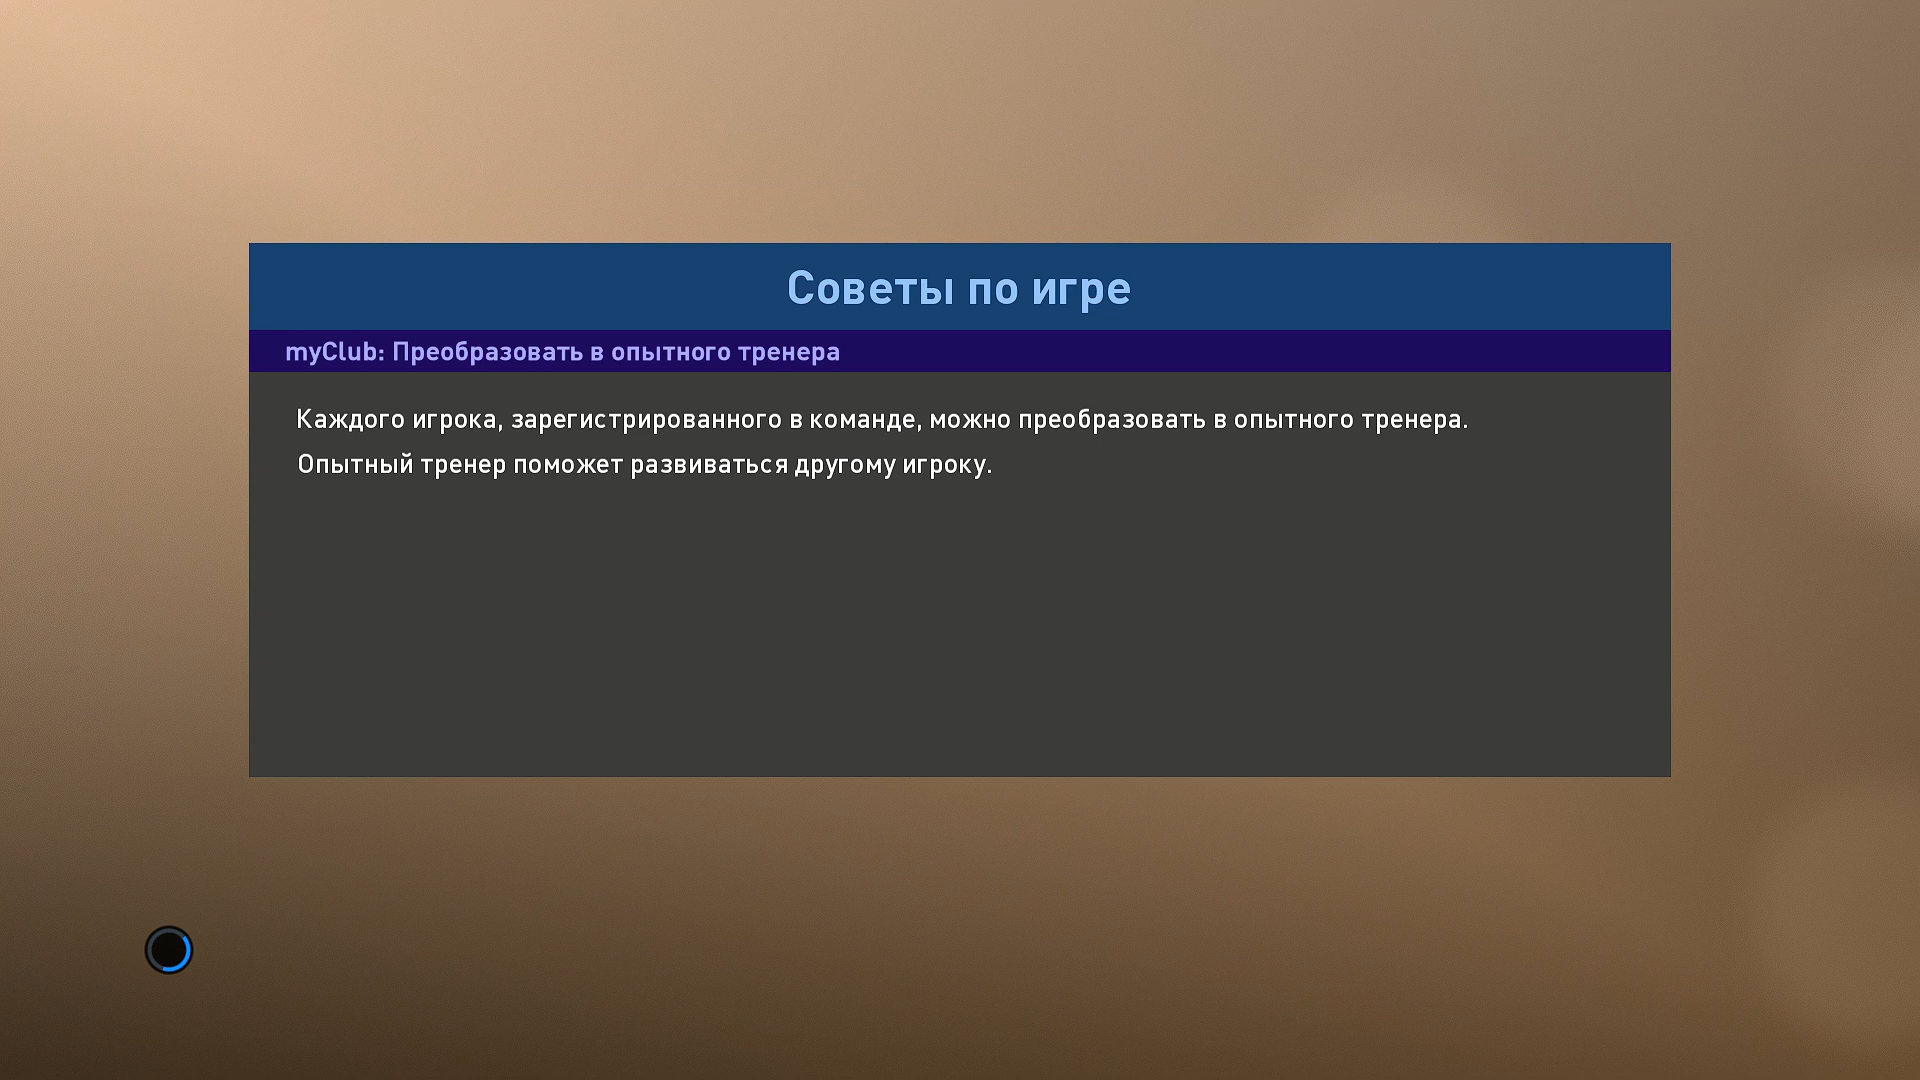 Советы по игре
myClub: Преобразовать в опытного тренера
Каждого игрока, зарегистрированного в команде, можно преобразовать в опытного тренера.
Опытный тренер поможет развиваться другому игроку.